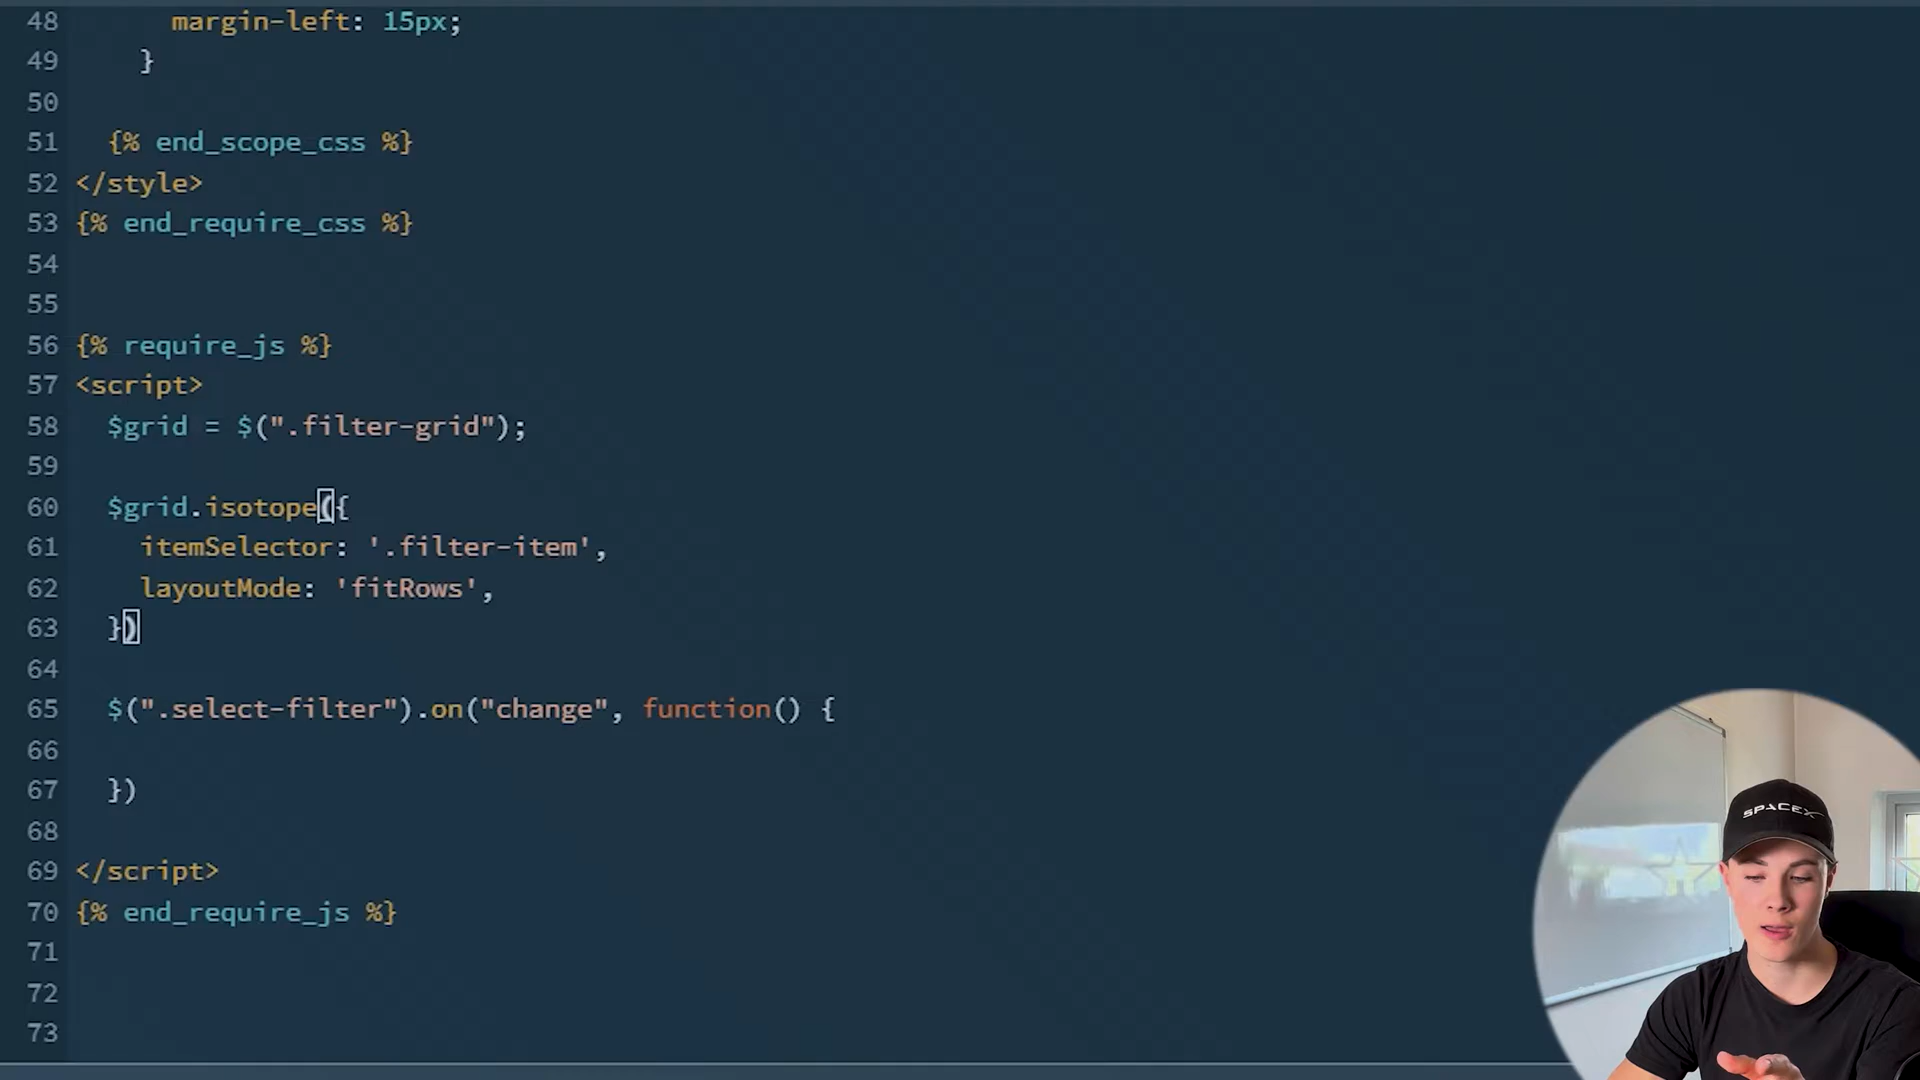 48 margin-left: 15px;
49 }
50
51 {% end_scope_css %}
52 </style>
53 {% end_require_css %}
54
55
56 {% require_js %}
57 <script>
58 $grid = $(".filter-grid");
59
60 $grid.isotope({
61 itemSelector: '.filter-item',
62 layoutMode: 'fitRows',
63 })
64
65 $(".select-filter").on("change", function() {
66
67 })
68
69 </script>
70 {% end_require_js %}
71
72
73
SPACEX